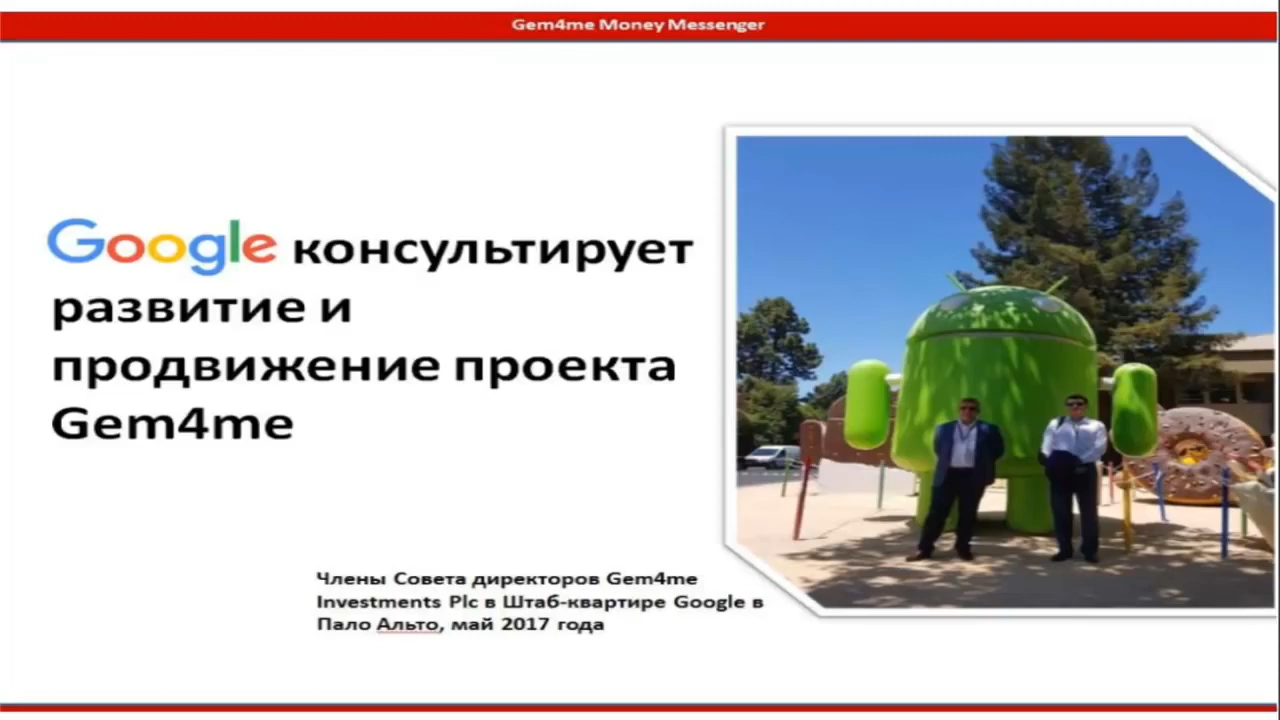 Gem4me Money Messenger
Google консультирует
развитие и
продвижение проекта
Gem4me
Члены Совета директоров Gem4me
Investments Plc в Штаб-квартире Google в
Пало Альто, май 2017 года